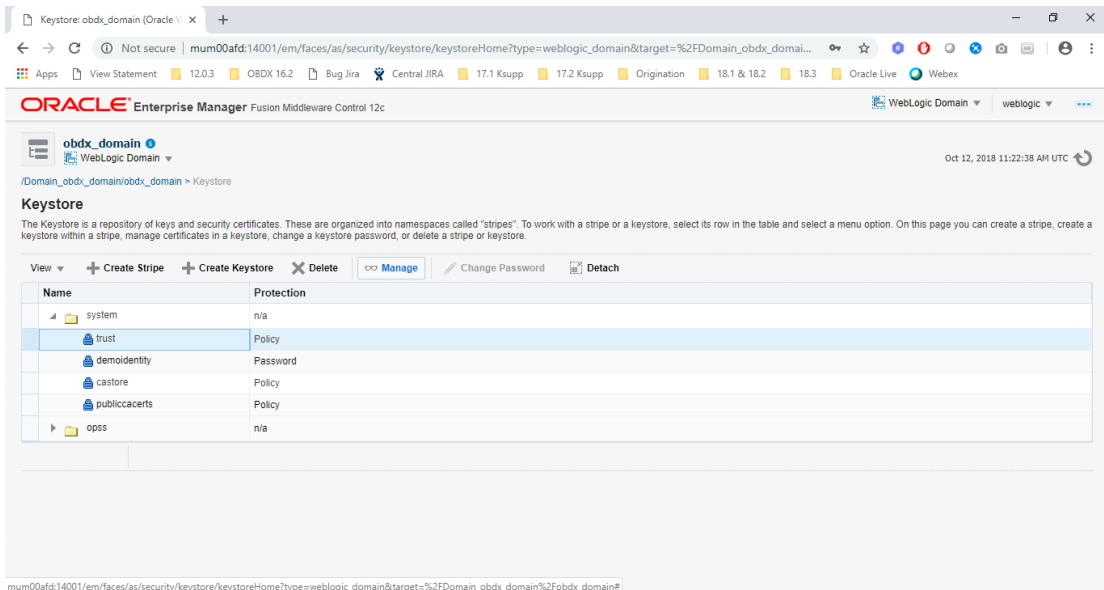 Keystore: obdx_domain (Oracle
Not secure | mum00afd:14001/em/faces/as/security/keystore/keystoreHome?type=weblogic_domain&target=%2FDomain_obdx_domai...
Apps View Statement 12.0.3 OBDX 16.2 Bug Jira Central JIRA 17.1 Ksupp 17.2 Ksupp Origination 18.1 & 18.2 18.3 Oracle Live Webex
ORACLE Enterprise Manager Fusion Middleware Control 12c WebLogic Domain weblogic
obdx_domain
WebLogic Domain
Oct 12, 2018 11:22:38 AM UTC
/Domain_obdx_domain/obdx_domain > Keystore
Keystore
The Keystore is a repository of keys and security certificates. These are organized into namespaces called "stripes". To work with a stripe or a keystore, select its row in the table and select a menu option. On this page you can create a stripe, create a
keystore within a stripe, manage certificates in a keystore, change a keystore password, or delete a stripe or keystore.
View Create Stripe Create Keystore Delete Manage Change Password Detach
Name Protection
system n/a
trust Policy
demoidentity Password
castore Policy
publiccacerts Policy
opss n/a
mum00afd:14001/em/faces/as/security/keystore/keystoreHome?type=weblogic_domain&target=%2FDomain_obdx_domain%2Fobdx_domain#